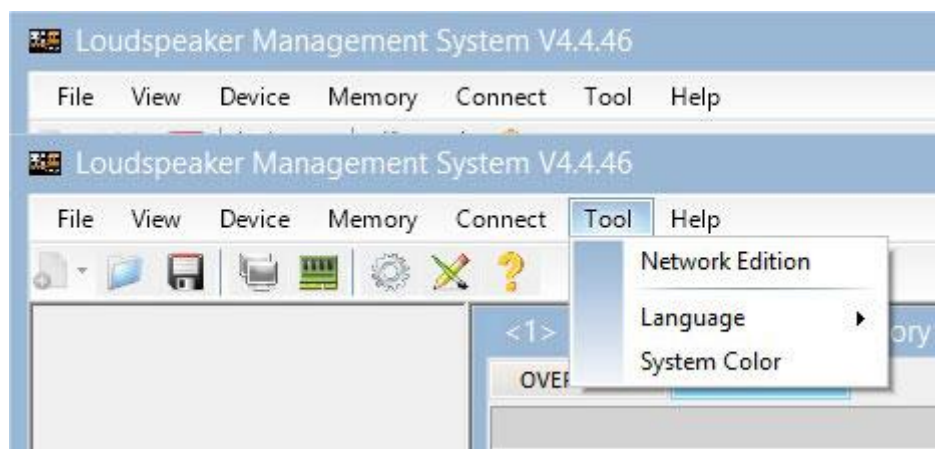 Loudspeaker Management System V4.4.46
File View Device Memory Connect Tool Help
Loudspeaker Management System V4.4.46
File View Device Memory Connect Tool Help
Network Edition
Language
System Color
<1>